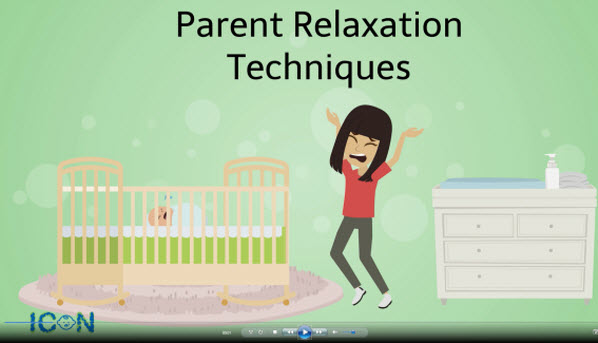 Parent Relaxation
Techniques
ICON